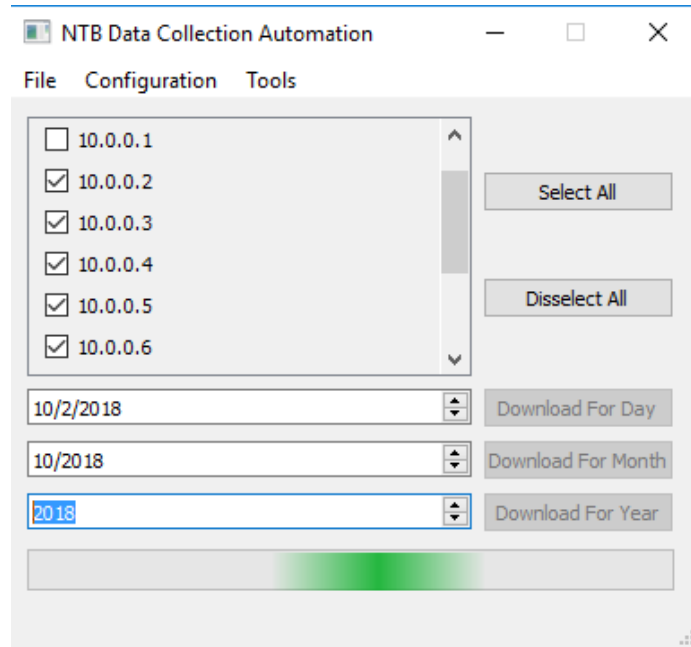 NTB Data Collection Automation
File Configuration Tools
10.0.0.1
10.0.0.2
10.0.0.3
10.0.0.4
10.0.0.5
10.0.0.6
Select All
Disselect All
10/2/2018
Download For Day
10/2018
Download For Month
2018
Download For Year